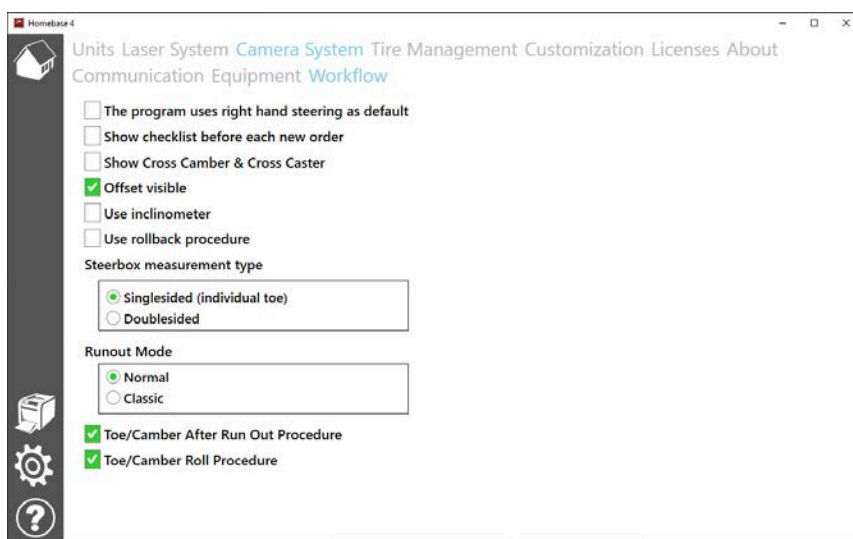 Homebase 4
Units Laser System Camera System Tire Management Customization Licenses About
Communication Equipment Workflow
The program uses right hand steering as default
Show checklist before each new order
Show Cross Camber & Cross Caster
Offset visible
Use inclinometer
Use rollback procedure
Steerbox measurement type
Singlesided (individual toe)
Doublesided
Runout Mode
Normal
Classic
Toe/Camber After Run Out Procedure
Toe/Camber Roll Procedure
?